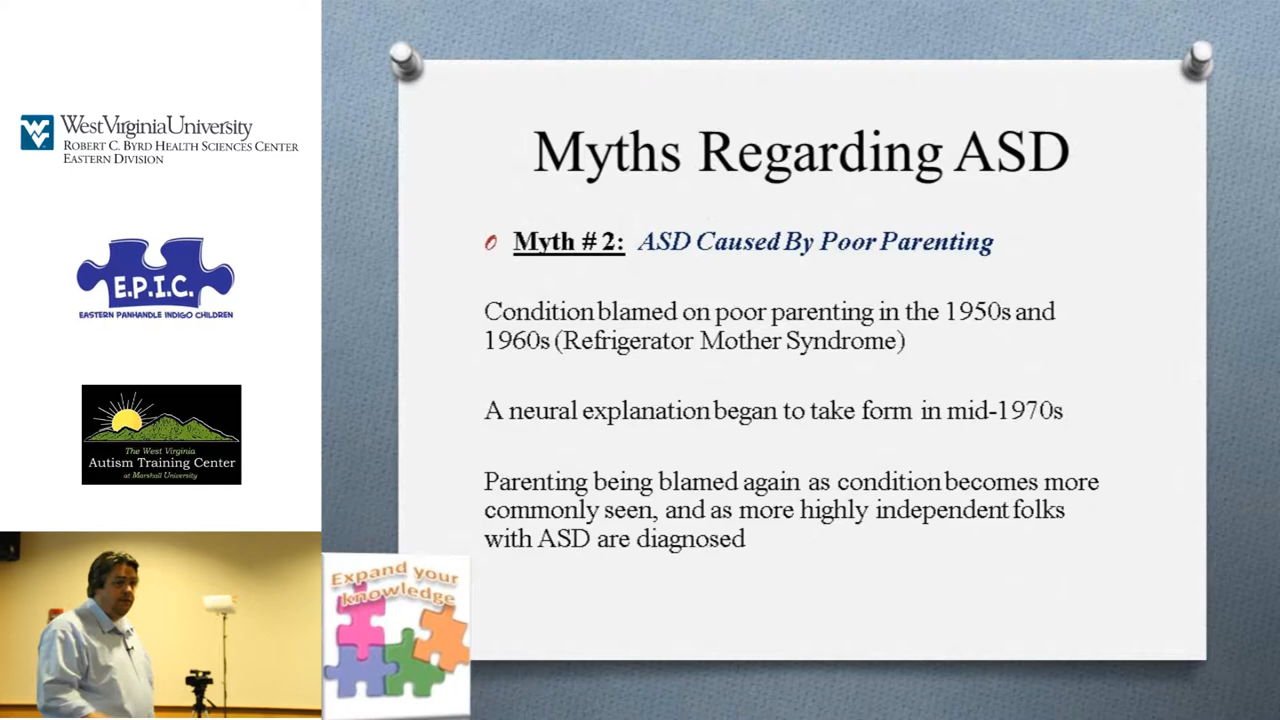 West Virginia University
ROBERT C. BYRD HEALTH SCIENCES CENTER
EASTERN DIVISION
E.P.I.C.
EASTERN PANHANDLE INDIGO CHILDREN
The West Virginia
Autism Training Center
at Marshall University
Myths Regarding ASD
Myth # 2: ASD Caused By Poor Parenting
Condition blamed on poor parenting in the 1950s and
1960s (Refrigerator Mother Syndrome)
A neural explanation began to take form in mid-1970s
Parenting being blamed again as condition becomes more
commonly seen, and as more highly independent folks
with ASD are diagnosed
Expand your
knowledge